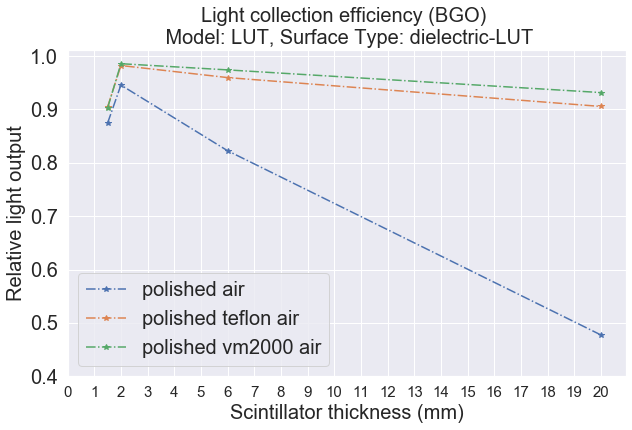 Light collection efficiency (BGO)
Model: LUT, Surface Type: dielectric-LUT
Relative light output
1.0
0.9
0.8
0.7
0.6
0.5
0.4
polished air
polished teflon air
polished vm2000 air
0 1 2 3 4 5 6 7 8 9 10 11 12 13 14 15 16 17 18 19 20
Scintillator thickness (mm)